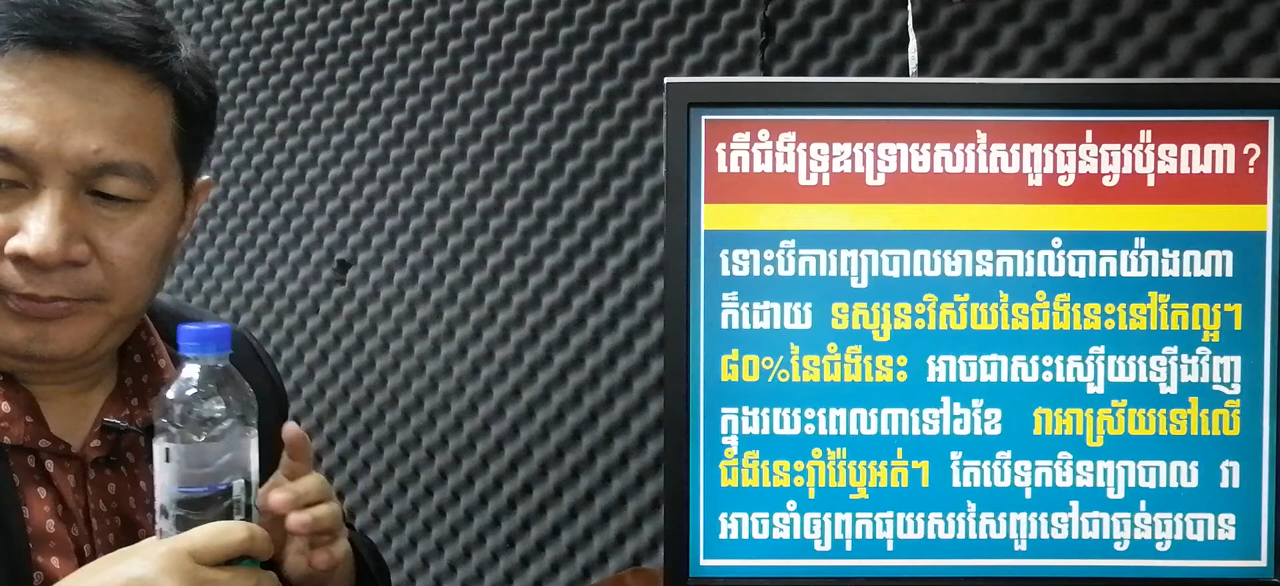 តើជំងឺទ្រុឌទ្រោមសរសៃពួរធ្ងន់ធ្ងរប៉ុនណា?
ទោះបីការព្យាបាលមានការលំបាកយ៉ាងណា
ក៏ដោយ ទស្សនះវិស័យនៃជំងឺនេះនៅតែល្អ។
៨០%នៃជំងឺនេះ អាចជាសះស្បើយឡើងវិញ
ក្នុងរយះពេល៣ទៅ៦ខែ វាអាស្រ័យទៅលើ
ជំងឺនេះរ៉ាំរ៉ៃឬអត់។ តែបើទុកមិនព្យាបាល វា
អាចនាំឲ្យពុកផុយសរសៃពួរទៅជាធ្ងន់ធ្ងរបាន